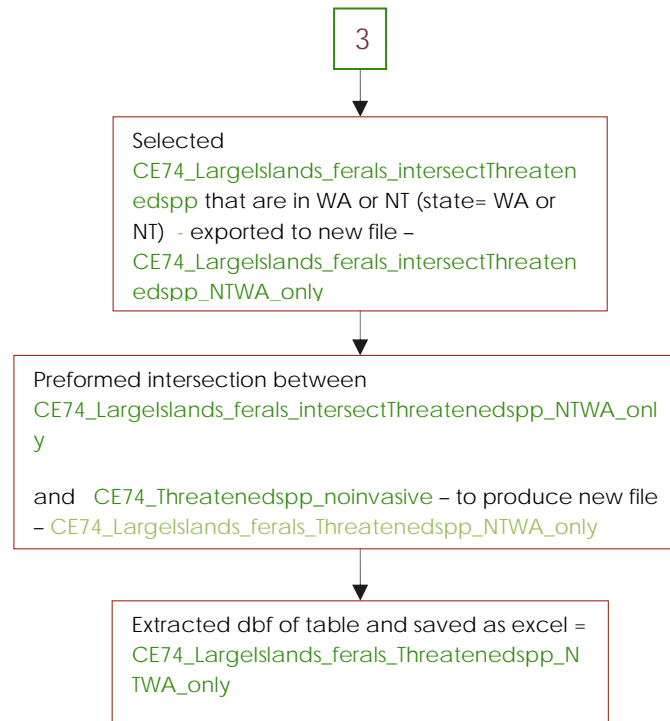 3
Selected
CE74_LargeIslands_ferals_intersectThreaten
edspp that are in WA or NT (state= WA or
NT) - exported to new file –
CE74_LargeIslands_ferals_intersectThreaten
edspp_NTWA_only
Preformed intersection between
CE74_LargeIslands_ferals_intersectThreatenedspp_NTWA_onl
y
and CE74_Threatenedspp_noinvasive – to produce new file
– CE74_LargeIslands_ferals_Threatenedspp_NTWA_only
Extracted dbf of table and saved as excel =
CE74_LargeIslands_ferals_Threatenedspp_N
TWA_only